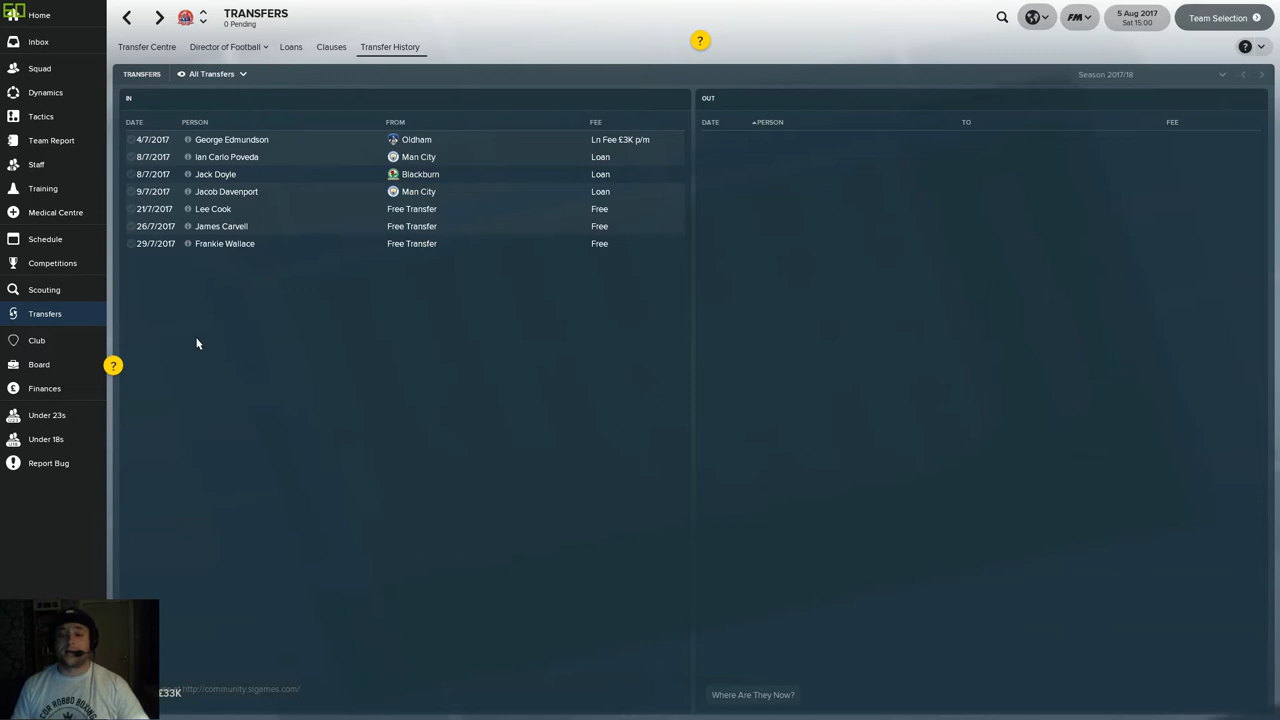 Home
TRANSFERS
0 Pending
FM
5 Aug 2017
Sat 15:00
Team Selection
Inbox
Squad
Dynamics
Tactics
Team Report
Staff
Training
Medical Centre
Schedule
Competitions
Scouting
Transfers
Club
Board
Finances
Under 23s
Under 18s
Report Bug
Transfer Centre
Director of Football
Loans
Clauses
Transfer History
?
?
?
TRANSFERS
All Transfers
Season 2017/18
IN
DATE PERSON FROM FEE
4/7/2017 George Edmundson Oldham Ln Fee £3K p/m
8/7/2017 Ian Carlo Poveda Man City Loan
8/7/2017 Jack Doyle Blackburn Loan
9/7/2017 Jacob Davenport Man City Loan
21/7/2017 Lee Cook Free Transfer Free
26/7/2017 James Carvell Free Transfer Free
29/7/2017 Frankie Wallace Free Transfer Free
OUT
DATE PERSON TO FEE
http://community.sigames.com/
£33K
Where Are They Now?